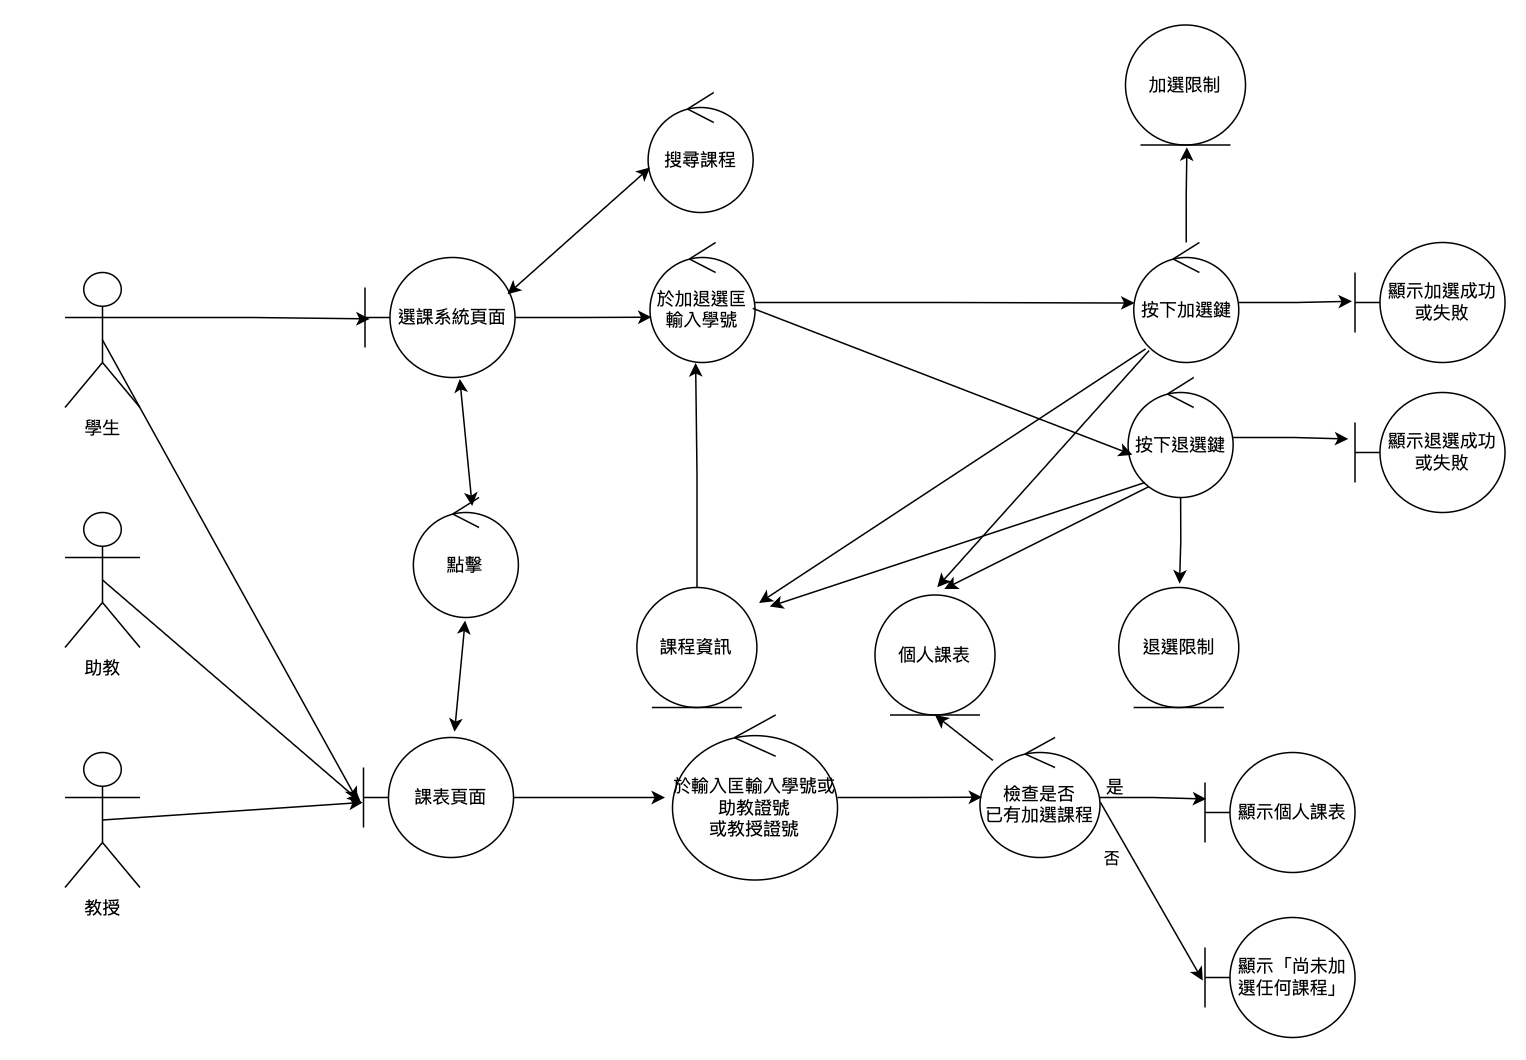 加選限制
搜尋課程
選課系統頁面
於加退選匡
輸入學號
按下加選鍵
顯示加選成功
或失敗
學生
按下退選鍵
顯示退選成功
或失敗
點擊
助教
課程資訊
個人課表
退選限制
課表頁面
於輸入匡輸入學號或
助教證號
或教授證號
檢查是否
已有加選課程
是
顯示個人課表
否
教授
顯示「尚未加
選任何課程」